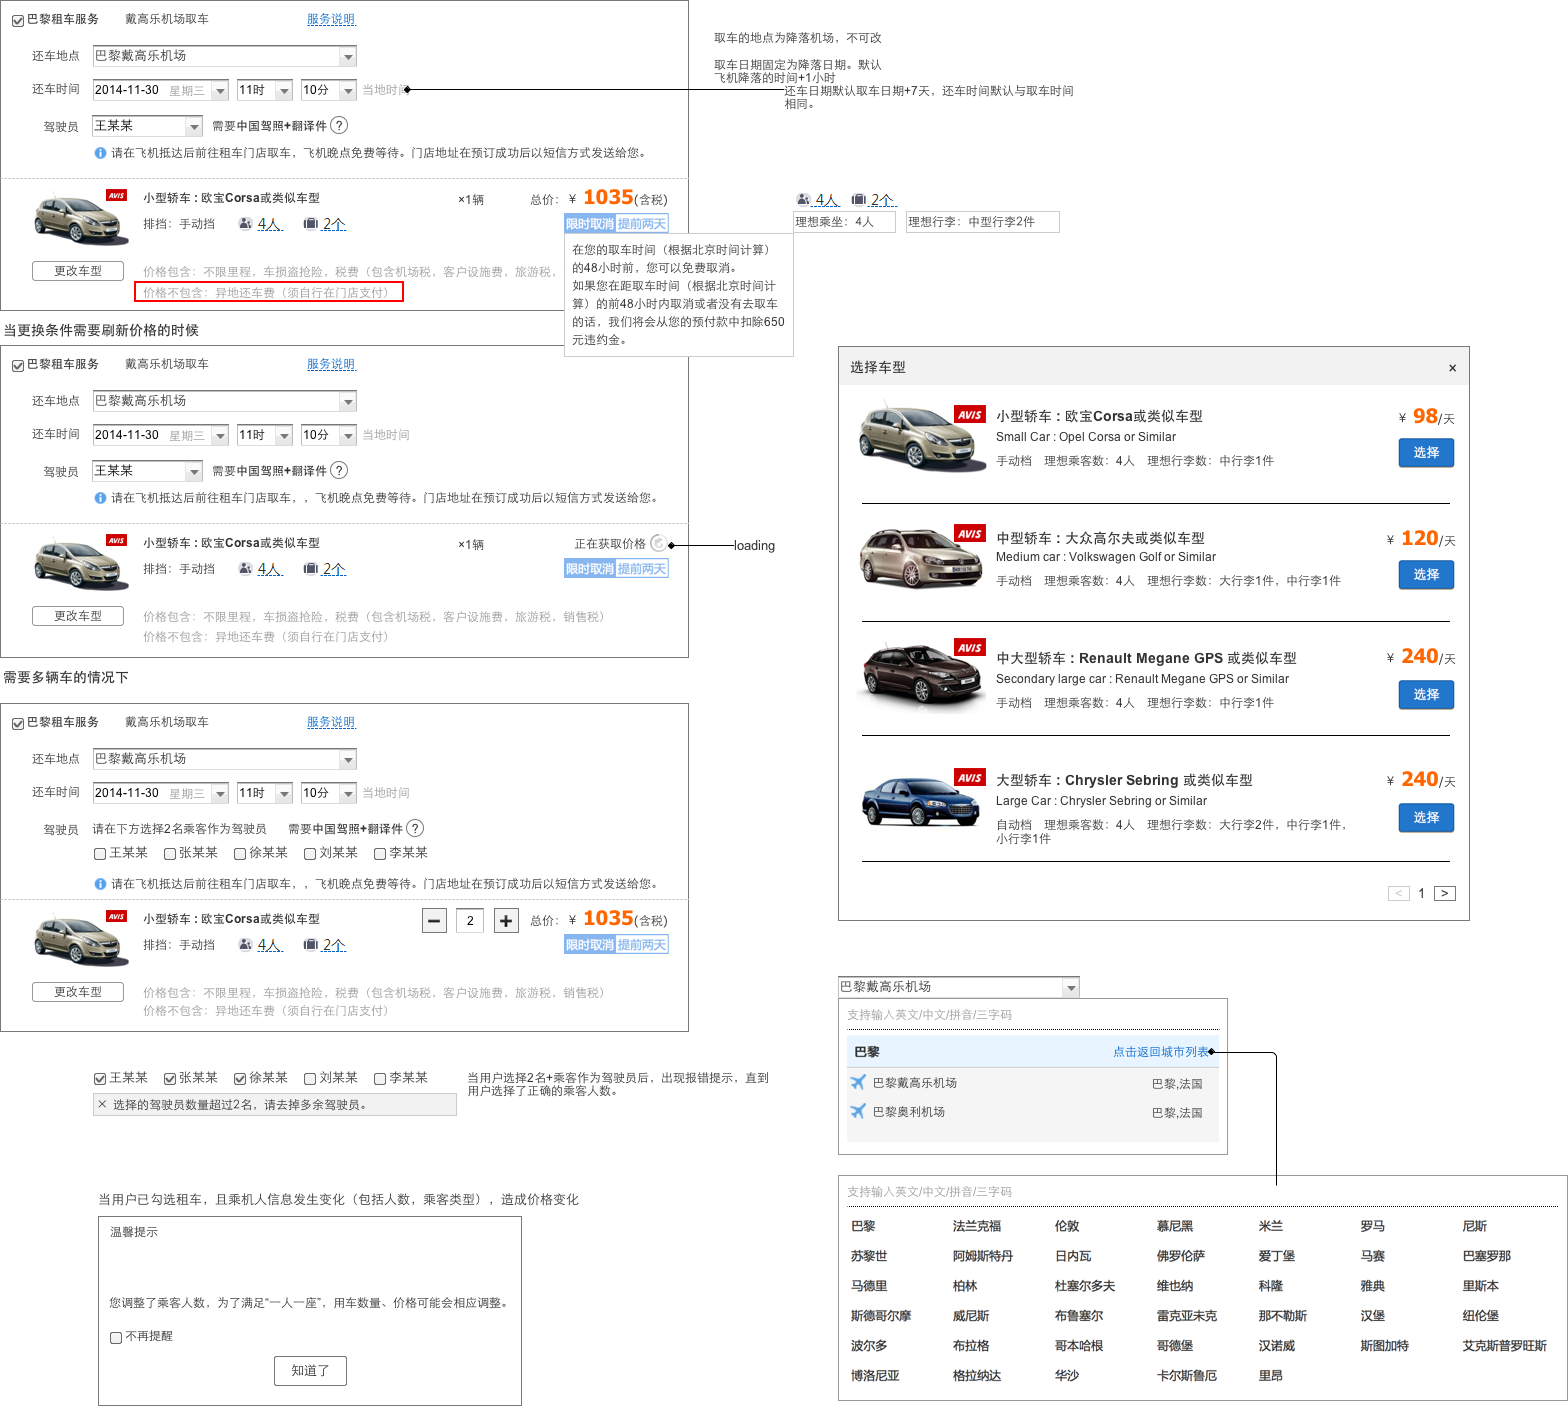 巴黎租车服务 戴高乐机场取车 服务说明
还车地点 巴黎戴高乐机场
还车时间 2014-11-30 星期三 11时 10分 当地时间
驾驶员 王某某 需要中国驾照+翻译件 ?
请在飞机抵达后前往租车门店取车，飞机晚点免费等待。门店地址在预订成功后以短信方式发送给您。
AVIS 小型轿车 : 欧宝Corsa或类似车型 ×1辆 总价： ¥ 1035(含税)
排挡：手动挡 4人 2个 限时取消 提前两天
更改车型 价格包含：不限里程，车损盗抢险，税费（包含机场税，客户设施费，旅游税，
价格不包含：异地还车费（须自行在门店支付）
在您的取车时间（根据北京时间计算）
的48小时前，您可以免费取消。
如果您在距取车时间（根据北京时间计
算）的前48小时内取消或者没有去取车
的话，我们将会从您的预付款中扣除650
元违约金。
取车的地点为降落机场，不可改
取车日期固定为降落日期。默认
飞机降落的时间+1小时
还车日期默认取车日期+7天，还车时间默认与取车时间
相同。
4人 2个
理想乘坐：4人 理想行李：中型行李2件
当更换条件需要刷新价格的时候
巴黎租车服务 戴高乐机场取车 服务说明
还车地点 巴黎戴高乐机场
还车时间 2014-11-30 星期三 11时 10分 当地时间
驾驶员 王某某 需要中国驾照+翻译件 ?
请在飞机抵达后前往租车门店取车，，飞机晚点免费等待。门店地址在预订成功后以短信方式发送给您。
AVIS 小型轿车 : 欧宝Corsa或类似车型 ×1辆 正在获取价格 loading
排挡：手动挡 4人 2个 限时取消 提前两天
更改车型 价格包含：不限里程，车损盗抢险，税费（包含机场税，客户设施费，旅游税，销售税）
价格不包含：异地还车费（须自行在门店支付）
需要多辆车的情况下
巴黎租车服务 戴高乐机场取车 服务说明
还车地点 巴黎戴高乐机场
还车时间 2014-11-30 星期三 11时 10分 当地时间
驾驶员 请在下方选择2名乘客作为驾驶员 需要中国驾照+翻译件 ?
王某某 张某某 徐某某 刘某某 李某某
请在飞机抵达后前往租车门店取车，，飞机晚点免费等待。门店地址在预订成功后以短信方式发送给您。
AVIS 小型轿车 : 欧宝Corsa或类似车型 − 2 + 总价： ¥ 1035(含税)
排挡：手动挡 4人 2个 限时取消 提前两天
更改车型 价格包含：不限里程，车损盗抢险，税费（包含机场税，客户设施费，旅游税，销售税）
价格不包含：异地还车费（须自行在门店支付）
王某某 张某某 徐某某 刘某某 李某某
× 选择的驾驶员数量超过2名，请去掉多余驾驶员。
当用户选择2名+乘客作为驾驶员后，出现报错提示，直到
用户选择了正确的乘客人数。
当用户已勾选租车，且乘机人信息发生变化（包括人数，乘客类型），造成价格变化
温馨提示
您调整了乘客人数，为了满足“一人一座”，用车数量、价格可能会相应调整。
不再提醒
知道了
选择车型 ×
AVIS 小型轿车 : 欧宝Corsa或类似车型 ¥ 98/天
Small Car : Opel Corsa or Similar 选择
手动档 理想乘客数：4人 理想行李数：中行李1件
AVIS 中型轿车 : 大众高尔夫或类似车型 ¥ 120/天
Medium car : Volkswagen Golf or Similar 选择
手动档 理想乘客数：4人 理想行李数：大行李1件，中行李1件
AVIS 中大型轿车 : Renault Megane GPS 或类似车型 ¥ 240/天
Secondary large car : Renault Megane GPS or Similar 选择
手动档 理想乘客数：4人 理想行李数：中行李1件
AVIS 大型轿车 : Chrysler Sebring 或类似车型 ¥ 240/天
Large Car : Chrysler Sebring or Similar 选择
自动档 理想乘客数：4人 理想行李数：大行李2件，中行李1件，
小行李1件
< 1 >
巴黎戴高乐机场
支持输入英文/中文/拼音/三字码
巴黎 点击返回城市列表
巴黎戴高乐机场 巴黎,法国
巴黎奥利机场 巴黎,法国
支持输入英文/中文/拼音/三字码
巴黎 法兰克福 伦敦 慕尼黑 米兰 罗马 尼斯
苏黎世 阿姆斯特丹 日内瓦 佛罗伦萨 爱丁堡 马赛 巴塞罗那
马德里 柏林 杜塞尔多夫 维也纳 科隆 雅典 里斯本
斯德哥尔摩 威尼斯 布鲁塞尔 雷克亚未克 那不勒斯 汉堡 纽伦堡
波尔多 布拉格 哥本哈根 哥德堡 汉诺威 斯图加特 艾克斯普罗旺斯
博洛尼亚 格拉纳达 华沙 卡尔斯鲁厄 里昂